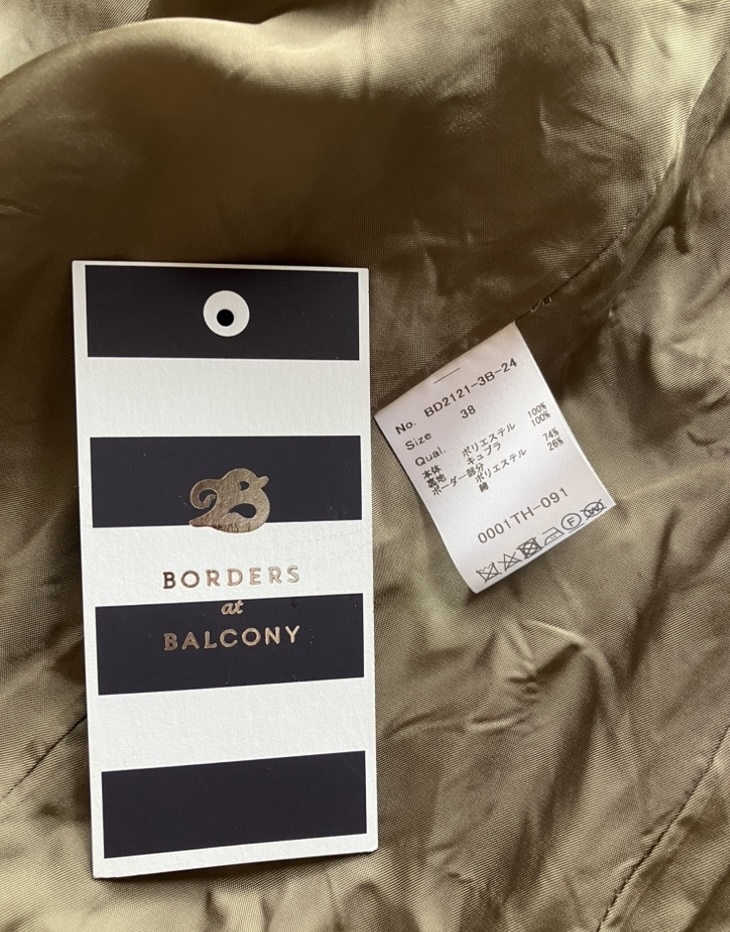 B
BORDERS
at
BALCONY
No. BD2121-3B-24
Size 38
Qual.
本体 ポリエステル 100%
裏地 キュプラ 100%
ボーダー部分 ポリエステル 74%
綿 26%
0001TH-091
F